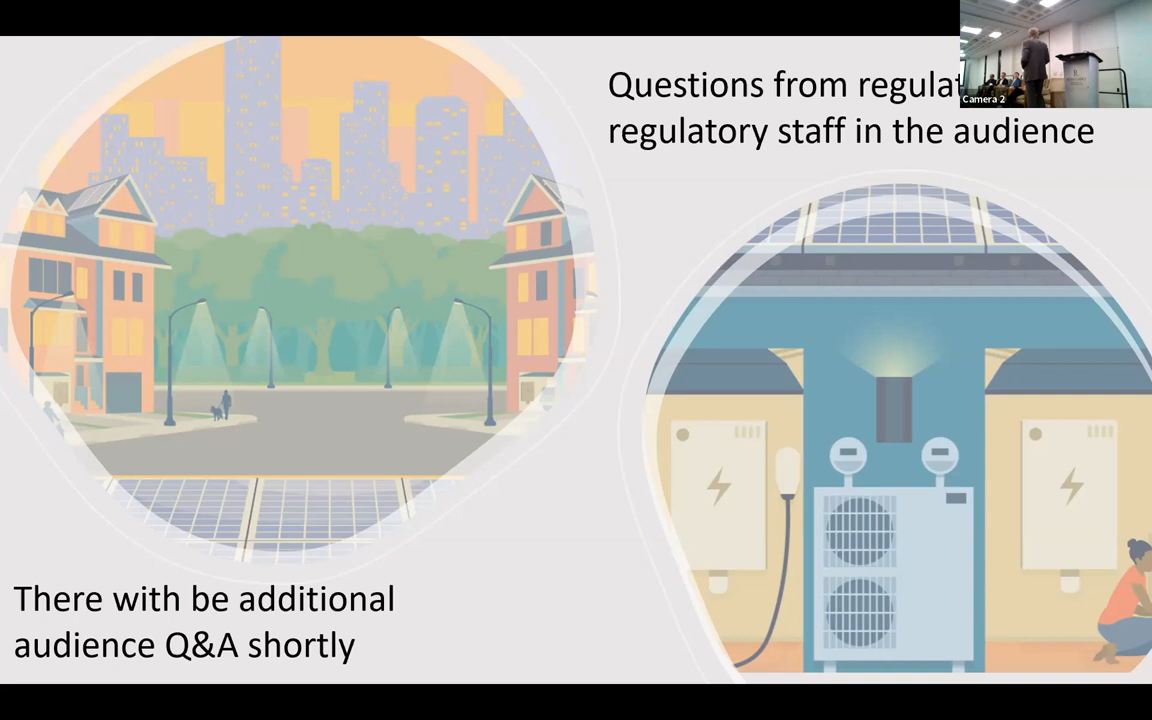 Questions from regulat
regulatory staff in the audience
Camera 2
There with be additional
audience Q&A shortly